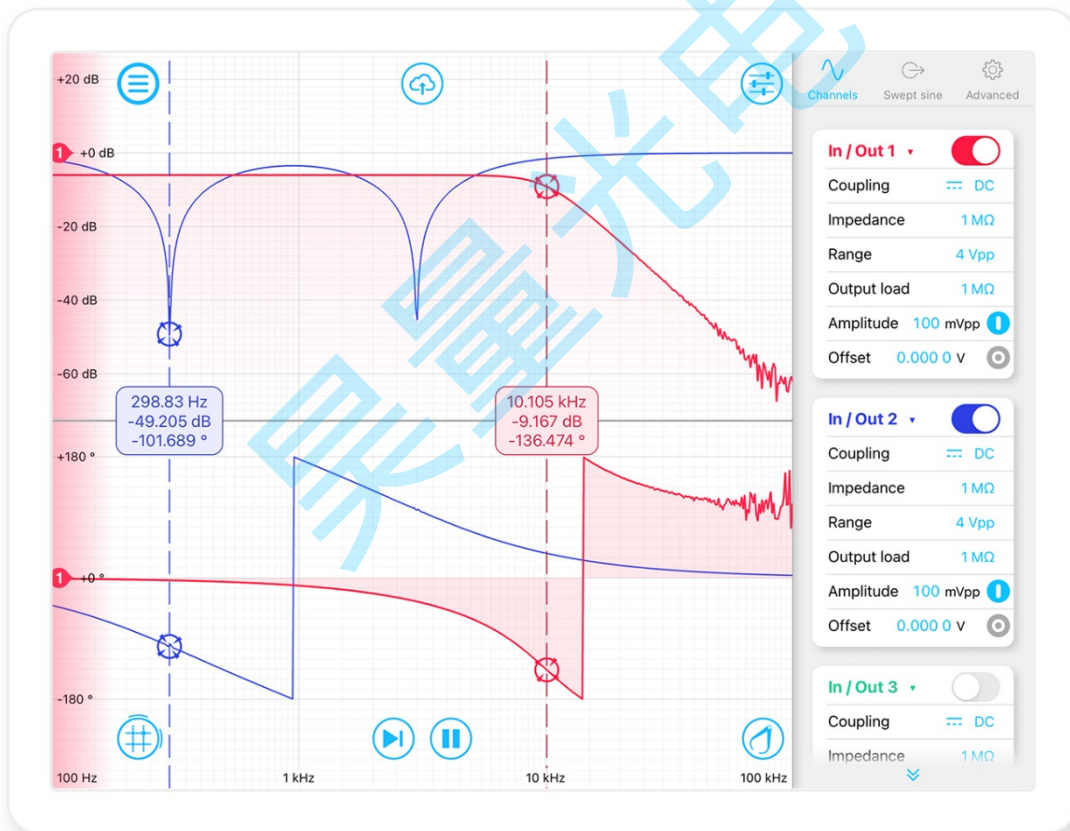 +20 dB
+0 dB
-20 dB
-40 dB
-60 dB
1
298.83 Hz
-49.205 dB
-101.689 °
10.105 kHz
-9.167 dB
-136.474 °
+180 °
1
+0 °
-180 °
100 Hz
1 kHz
10 kHz
100 kHz
Channels
Swept sine
Advanced
In / Out 1
Coupling DC
Impedance 1 MΩ
Range 4 Vpp
Output load 1 MΩ
Amplitude 100 mVpp
Offset 0.000 0 V
In / Out 2
Coupling DC
Impedance 1 MΩ
Range 4 Vpp
Output load 1 MΩ
Amplitude 100 mVpp
Offset 0.000 0 V
In / Out 3
Coupling DC
Impedance 1 MΩ
昊量光电